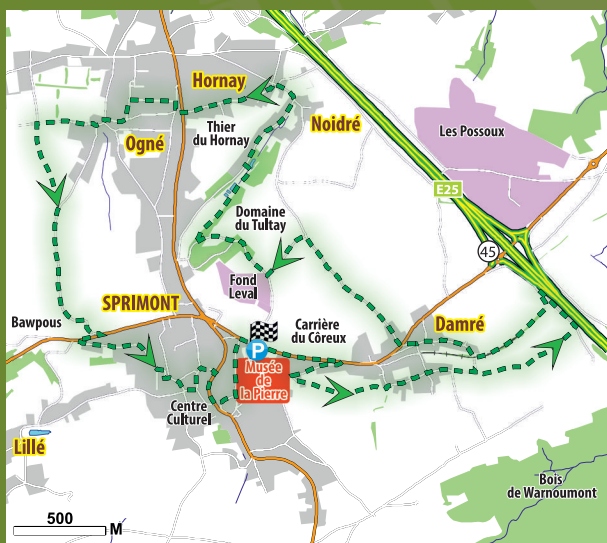 Hornay
Thier
du Hornay
Noidré
Les Possoux
Ogné
E25
Domaine
du Tultay
45
Fond
Leval
SPRIMONT
Bawpous
Carrière
du Côreux
Damré
P
Musée
de
la Pierre
Centre
Culturel
Lillé
Bois
de Warnoumont
500
M